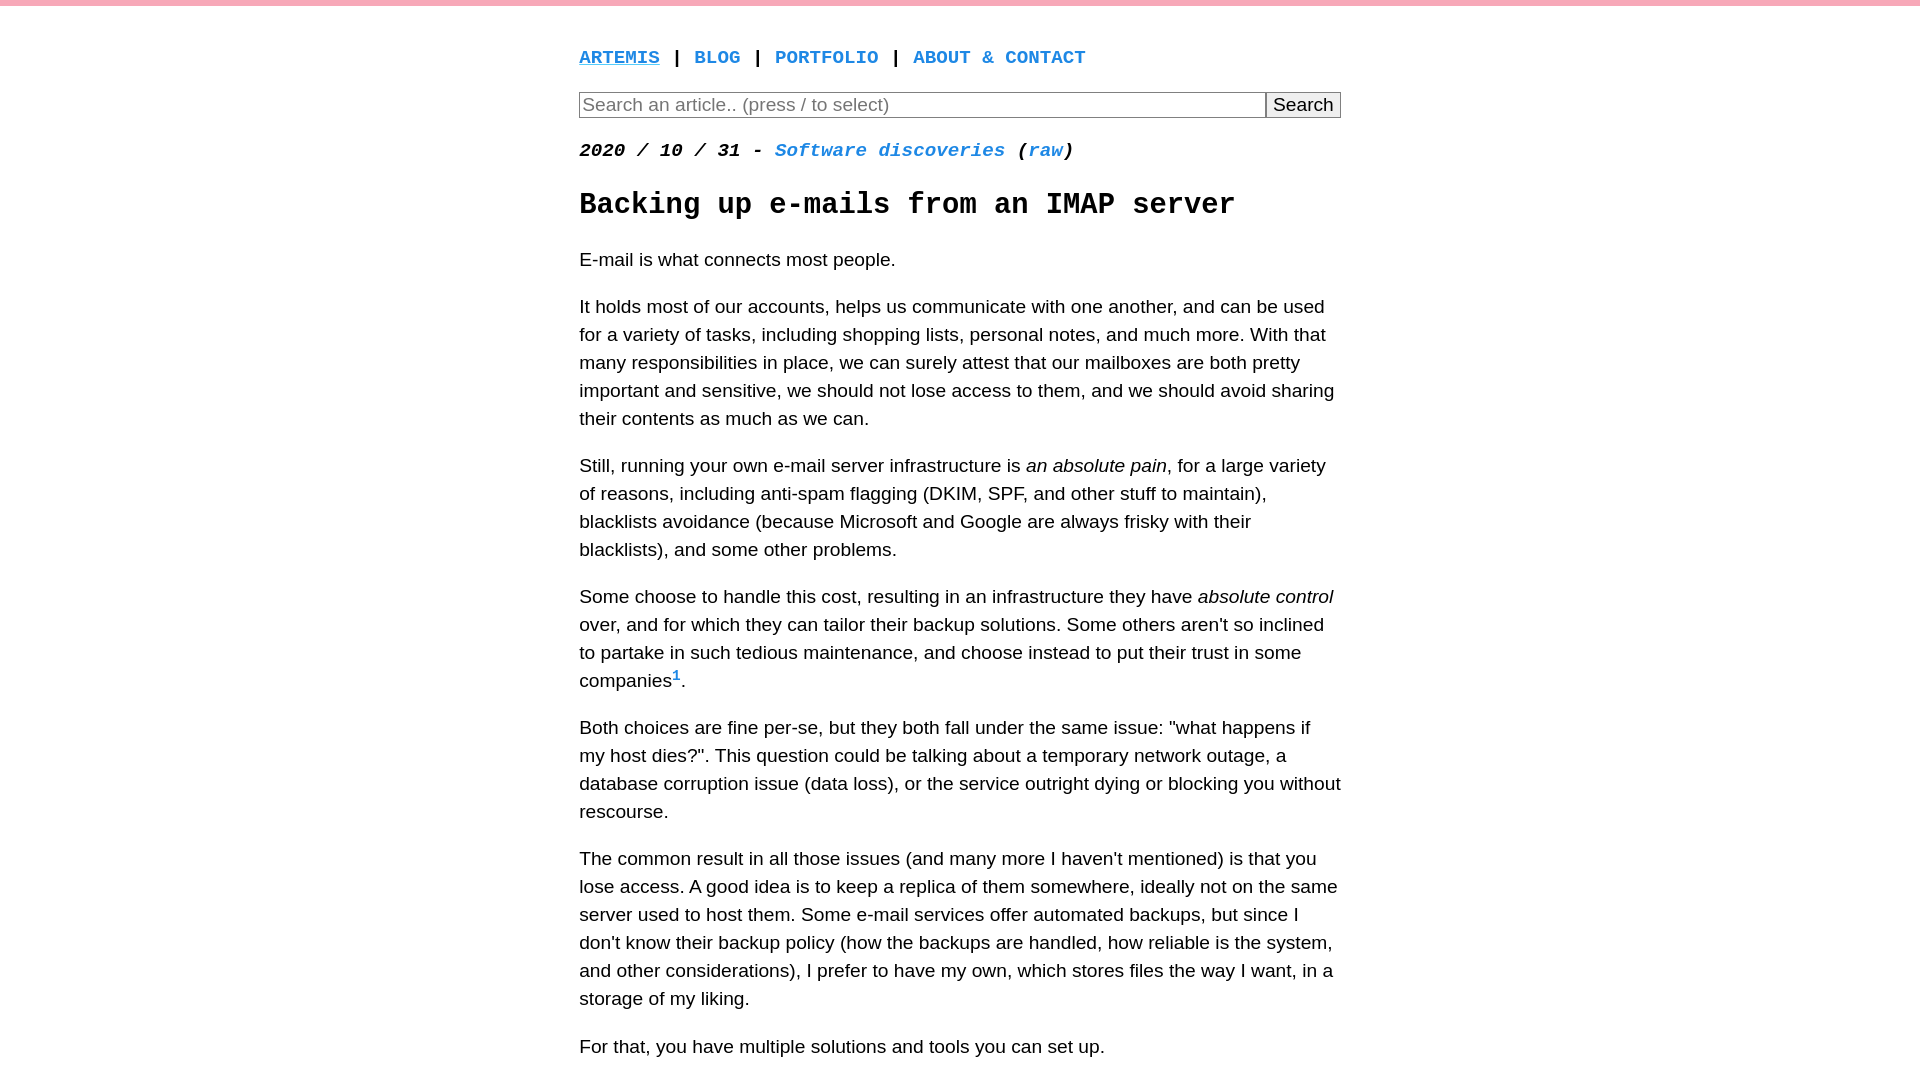 ARTEMIS | BLOG | PORTFOLIO | ABOUT & CONTACT
Search an article.. (press / to select) Search
2020 / 10 / 31 - Software discoveries (raw)
Backing up e-mails from an IMAP server
E-mail is what connects most people.
It holds most of our accounts, helps us communicate with one another, and can be used
for a variety of tasks, including shopping lists, personal notes, and much more. With that
many responsibilities in place, we can surely attest that our mailboxes are both pretty
important and sensitive, we should not lose access to them, and we should avoid sharing
their contents as much as we can.
Still, running your own e-mail server infrastructure is an absolute pain, for a large variety
of reasons, including anti-spam flagging (DKIM, SPF, and other stuff to maintain),
blacklists avoidance (because Microsoft and Google are always frisky with their
blacklists), and some other problems.
Some choose to handle this cost, resulting in an infrastructure they have absolute control
over, and for which they can tailor their backup solutions. Some others aren't so inclined
to partake in such tedious maintenance, and choose instead to put their trust in some
companies1.
Both choices are fine per-se, but they both fall under the same issue: "what happens if
my host dies?". This question could be talking about a temporary network outage, a
database corruption issue (data loss), or the service outright dying or blocking you without
rescourse.
The common result in all those issues (and many more I haven't mentioned) is that you
lose access. A good idea is to keep a replica of them somewhere, ideally not on the same
server used to host them. Some e-mail services offer automated backups, but since I
don't know their backup policy (how the backups are handled, how reliable is the system,
and other considerations), I prefer to have my own, which stores files the way I want, in a
storage of my liking.
For that, you have multiple solutions and tools you can set up.